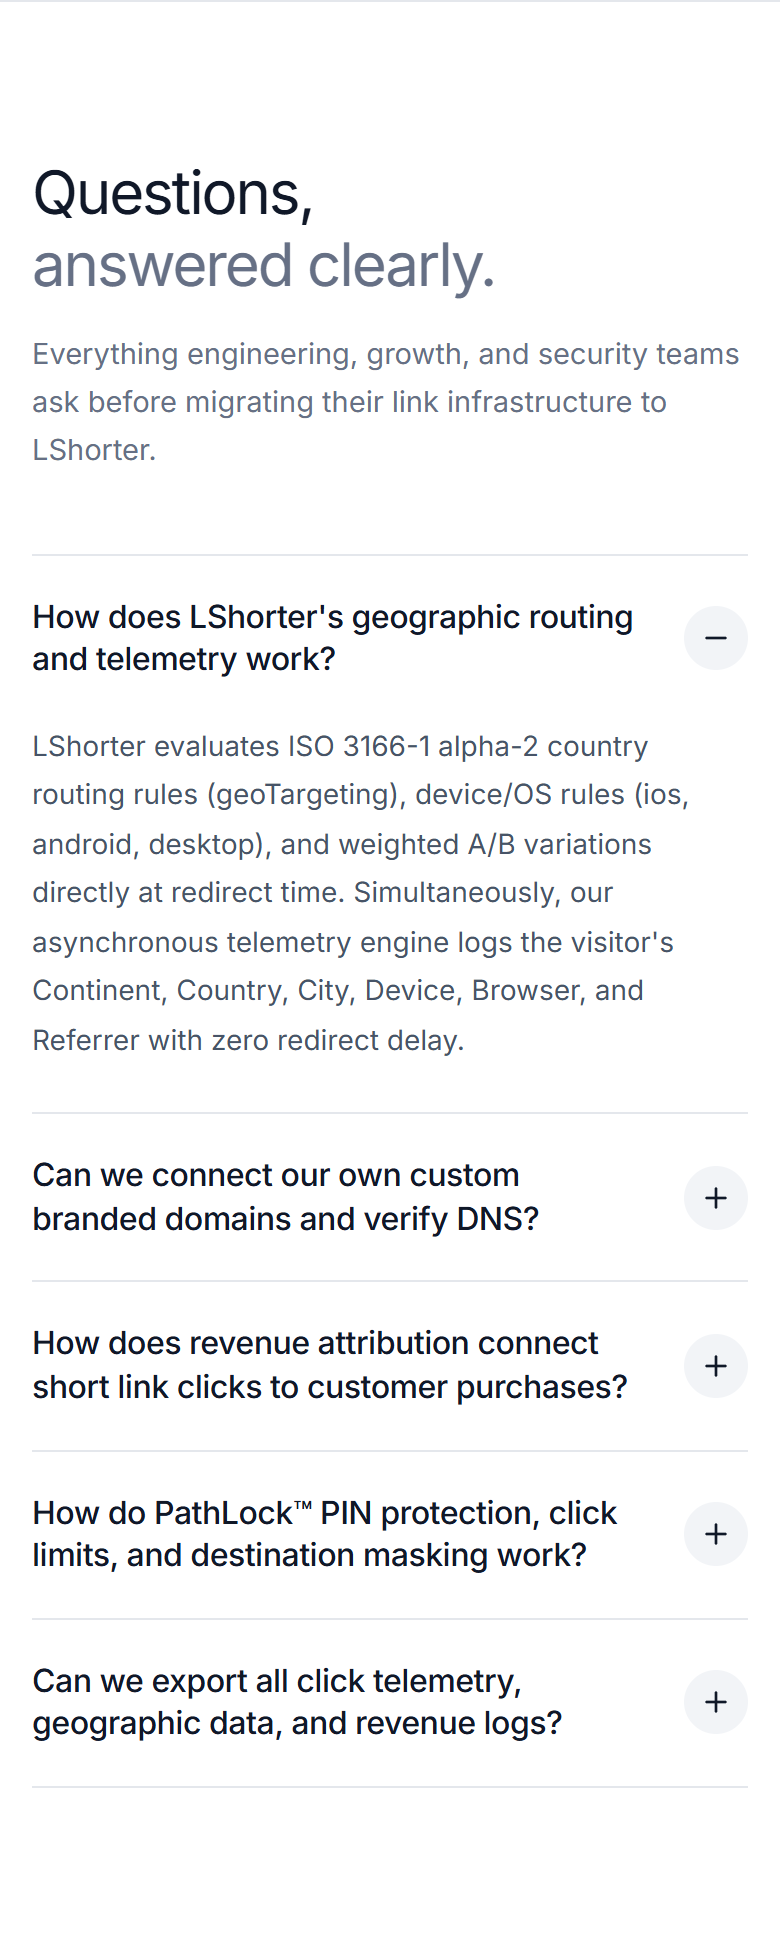 Questions,
answered clearly.
Everything engineering, growth, and security teams
ask before migrating their link infrastructure to
LShorter.
How does LShorter's geographic routing
and telemetry work?
LShorter evaluates ISO 3166-1 alpha-2 country
routing rules (geoTargeting), device/OS rules (ios,
android, desktop), and weighted A/B variations
directly at redirect time. Simultaneously, our
asynchronous telemetry engine logs the visitor's
Continent, Country, City, Device, Browser, and
Referrer with zero redirect delay.
Can we connect our own custom
branded domains and verify DNS?
How does revenue attribution connect
short link clicks to customer purchases?
How do PathLock™ PIN protection, click
limits, and destination masking work?
Can we export all click telemetry,
geographic data, and revenue logs?